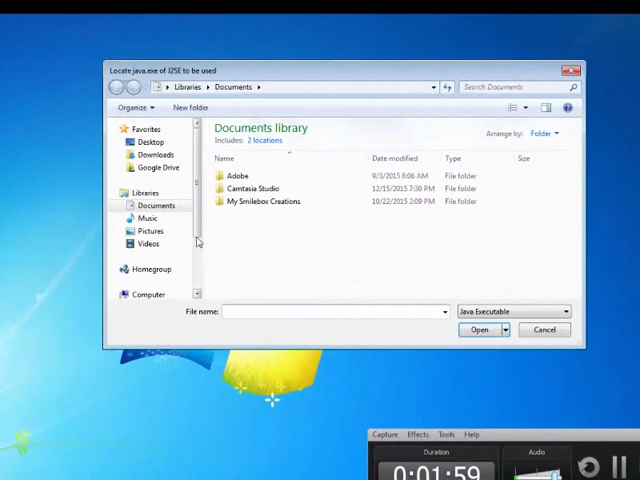 Locate java.exe of J2SE to be used
Libraries Documents Search Documents
Organize New folder
Favorites
Desktop
Downloads
Google Drive
Libraries
Documents
Music
Pictures
Videos
Homegroup
Computer
Documents library
Includes: 2 locations
Arrange by: Folder
Name Date modified Type Size
Adobe 9/3/2015 8:06 AM File folder
Camtasia Studio 12/15/2015 7:30 PM File folder
My Smilebox Creations 10/22/2015 2:09 PM File folder
File name: Java Executable
Open Cancel
Capture Effects Tools Help
Duration Audio
0:01:59